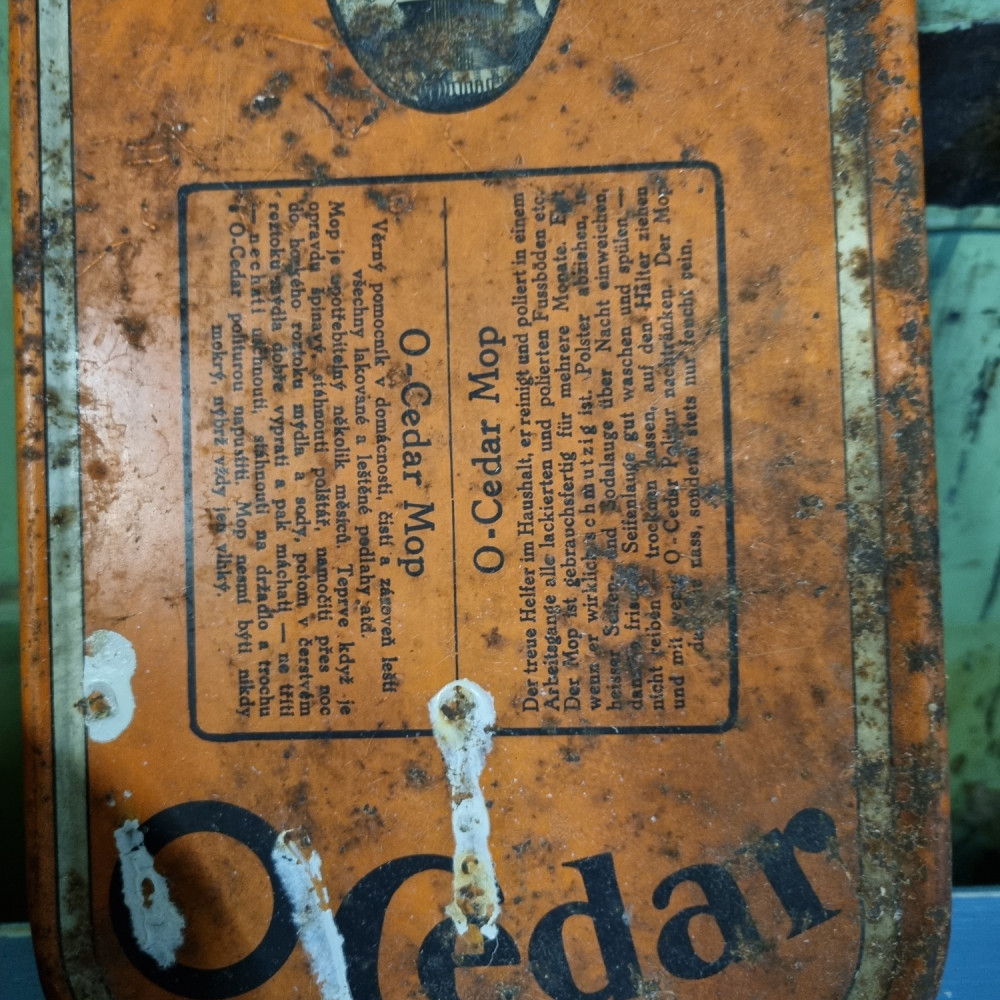 O-Cedar Mop
Věrný pomocník v domácnosti, čistí a zároveň leští
všechny lakované a leštěné podlahy atd.
Mop je upotřebitelný několik měsíců. Teprve když je
opravdu špinavý, stáhnouti polštář, namočiti přes noc
do horkého roztoku mýdla a sody, potom v čerstvém
roztoku mýdla dobře vyprati a pak máchati — ne tříti
— nechati uschnouti, stáhnouti na držadlo a trochu
O-Cedar politurou napustiti. Mop nesmí býti nikdy
mokrý, nýbrž vždy jen vlhký.
O-Cedar Mop
Der treue Helfer im Haushalt, er reinigt und poliert in einem
Arbeitsgange alle lackierten und polierten Fussböden etc.
Der Mop ist gebrauchsfertig für mehrere Monate. Erst
wenn er wirklich schmutzig ist, Polster abziehen, in
heisser Seifen- und Sodalauge über Nacht einweichen,
Seifenlauge gut waschen und spülen —
nicht reiben trocknen lassen, auf den Hälter ziehen
und mit O-Cedar Politur nachtränken. Der Mop
nass, sondern stets nur feucht sein.
O Cedar